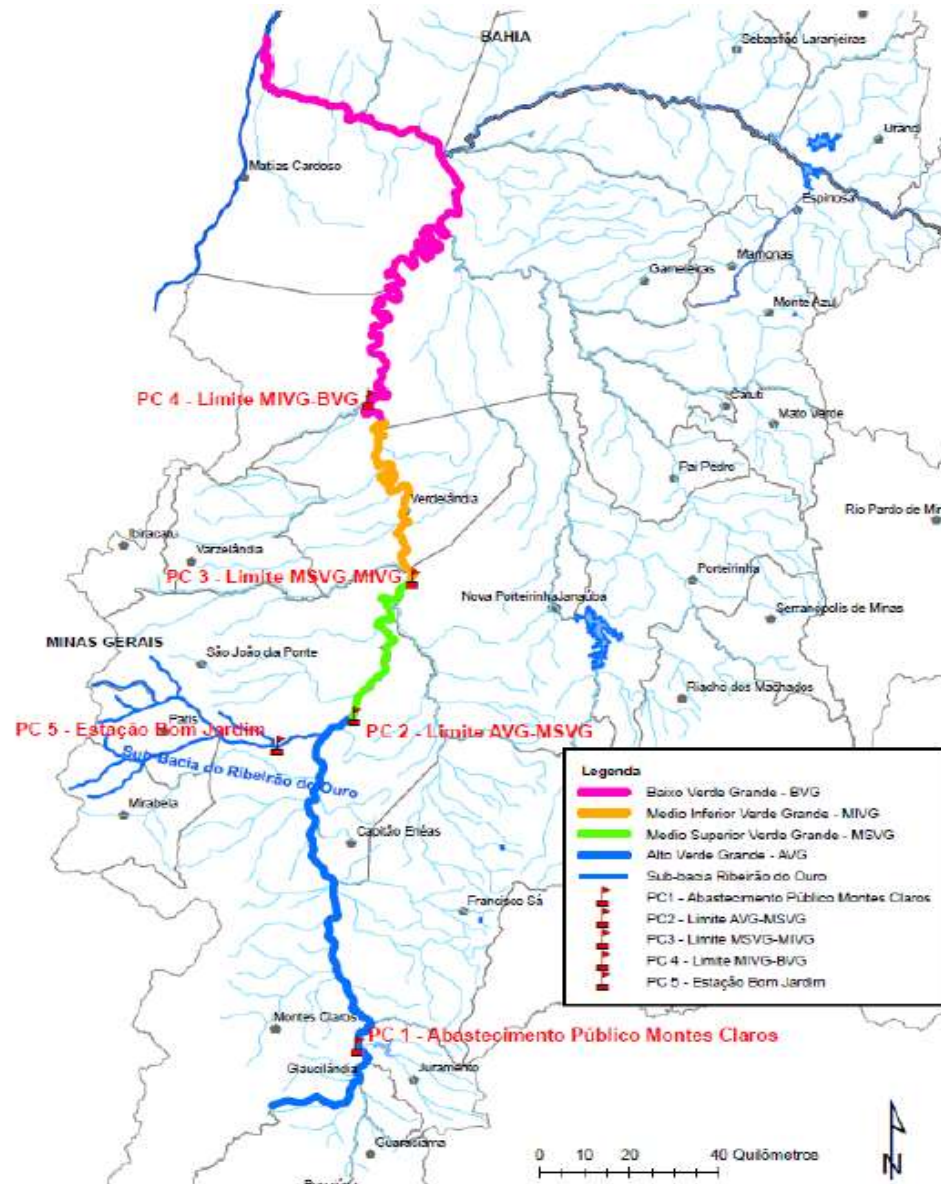 BAHIA
Sebastião Laranjeiras
Urandi
Matias Cardoso
Espinosa
Mamonas
Gameleiras
Monte Azul
PC 4 - Limite MIVG-BVG
Catuti
Mato Verde
Pai Pedro
Verdelândia
Rio Pardo de Min
Ibiracatu
Varzelândia
PC 3 - Limite MSVG-MIVG
Porteirinha
Nova Porteirinha
Janaúba
Serranópolis de Minas
MINAS GERAIS
São João da Ponte
Riacho dos Machados
Patis
PC 5 - Estação Bom Jardim
PC 2 - Limite AVG-MSVG
Sub-Bacia do Ribeirão do Ouro
Mirabela
Capitão Enéas
Legenda
Baixo Verde Grande - BVG
Medio Inferior Verde Grande - MIVG
Medio Superior Verde Grande - MSVG
Alto Verde Grande - AVG
Sub-bacia Ribeirão do Ouro
PC1 - Abastecimento Público Montes Claros
PC2 - Limite AVG-MSVG
PC3 - Limite MSVG-MIVG
PC 4 - Limite MIVG-BVG
PC 5 - Estação Bom Jardim
Francisco Sá
Montes Claros
PC 1 - Abastecimento Público Montes Claros
Glaucilândia
Juramento
Guaraciama
0 10 20 40 Quilômetros
N